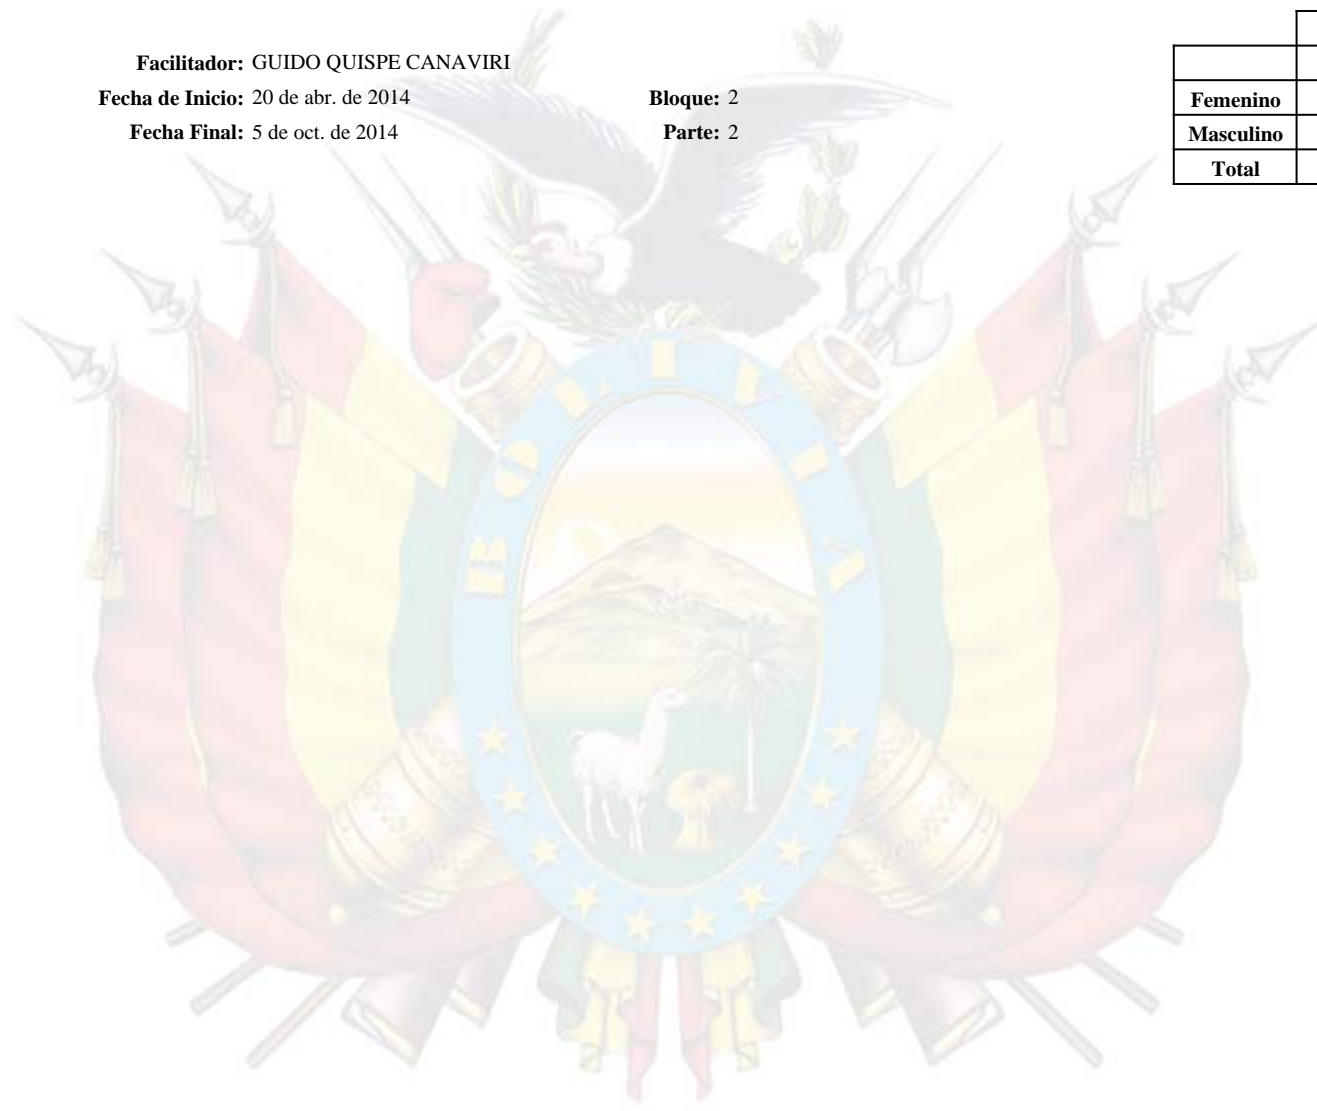 Facilitador: GUIDO QUISPE CANAVIRI
Fecha de Inicio: 20 de abr. de 2014 Bloque: 2
Fecha Final: 5 de oct. de 2014 Parte: 2
Femenino
Masculino
Total
BOLIVIA